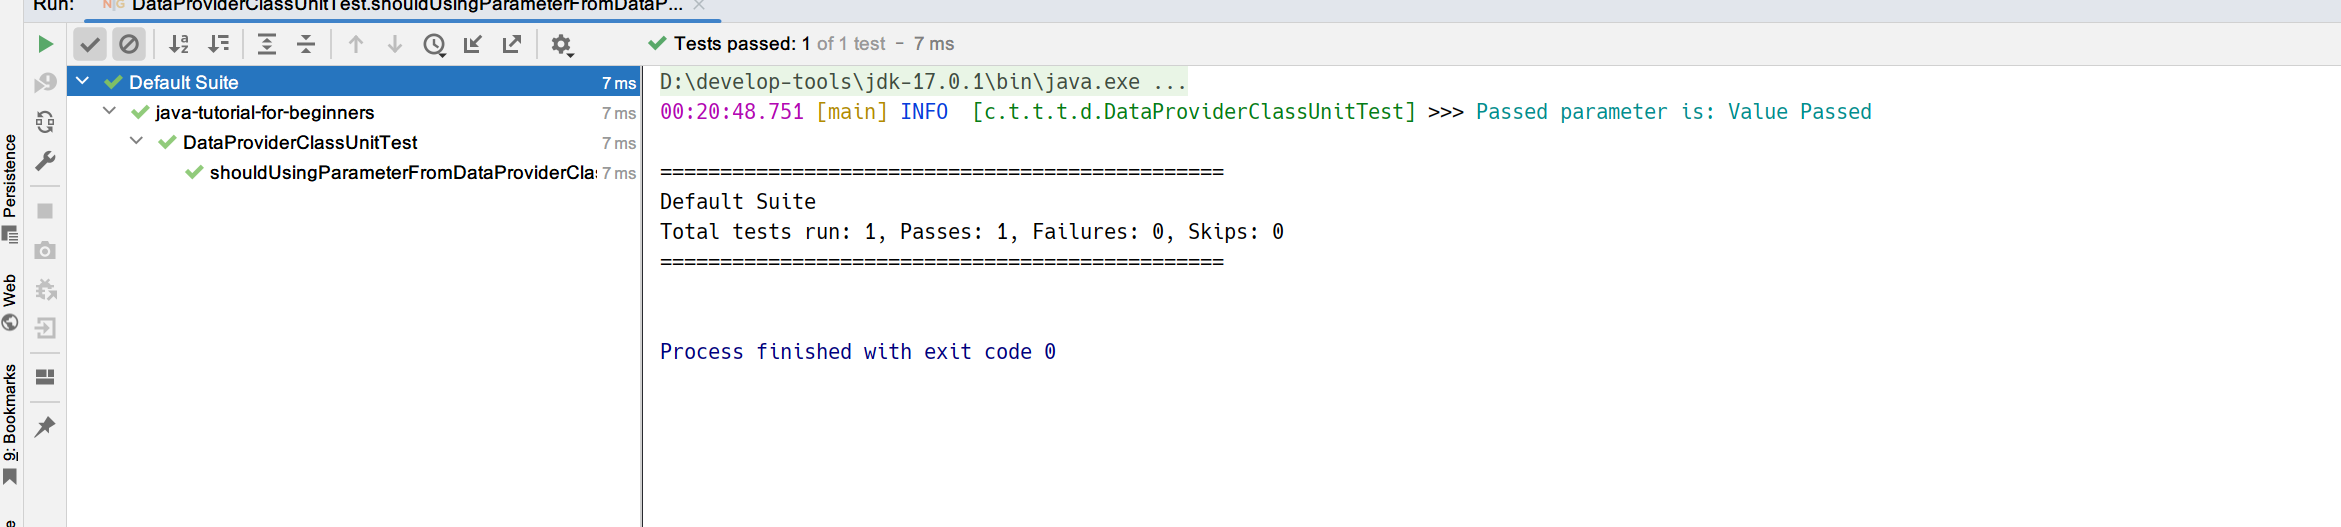 Run: NG DataProviderClassUnitTest.shouldUsingParameterFromDataP...
Tests passed: 1 of 1 test – 7 ms
Default Suite 7 ms
java-tutorial-for-beginners 7 ms
DataProviderClassUnitTest 7 ms
shouldUsingParameterFromDataProviderCla 7 ms
D:\develop-tools\jdk-17.0.1\bin\java.exe ...
00:20:48.751 [main] INFO  [c.t.t.t.d.DataProviderClassUnitTest] >>> Passed parameter is: Value Passed
===============================================
Default Suite
Total tests run: 1, Passes: 1, Failures: 0, Skips: 0
===============================================
Process finished with exit code 0
Persistence
Web
9: Bookmarks